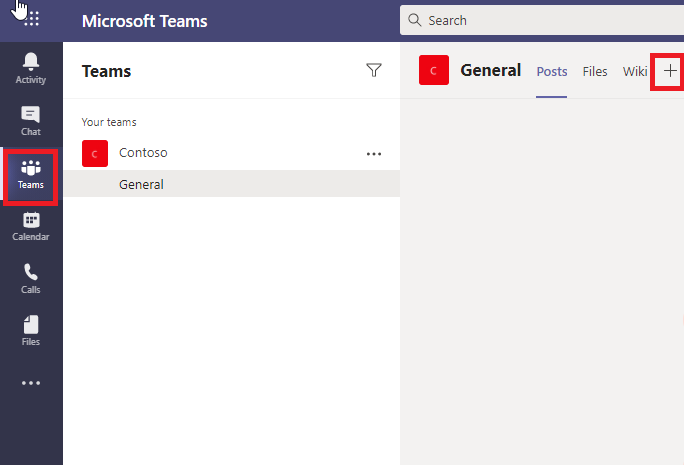 Microsoft Teams
Search
Activity
Chat
Teams
Calendar
Calls
Files
Teams
Your teams
C Contoso
General
C General Posts Files Wiki